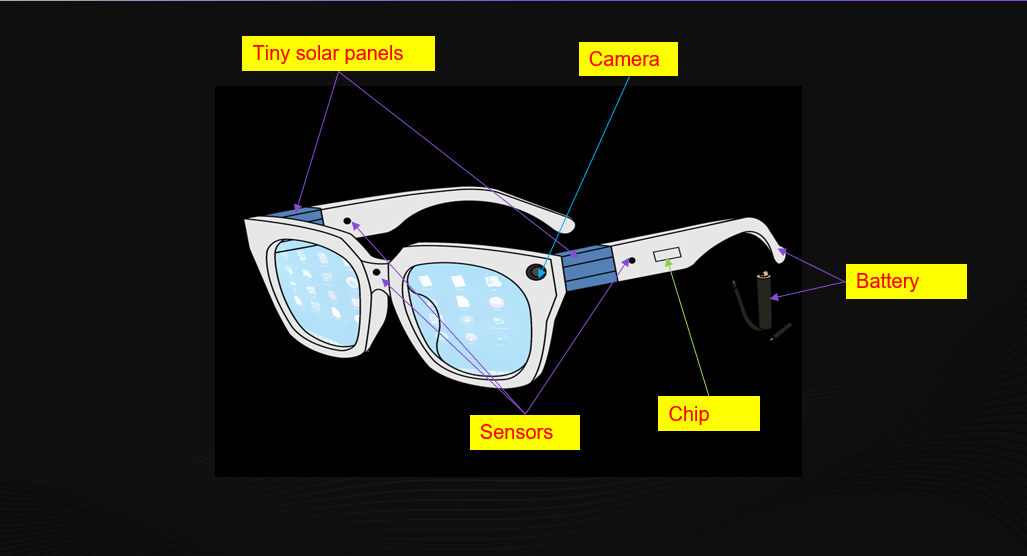 Tiny solar panels
Camera
Battery
Chip
Sensors